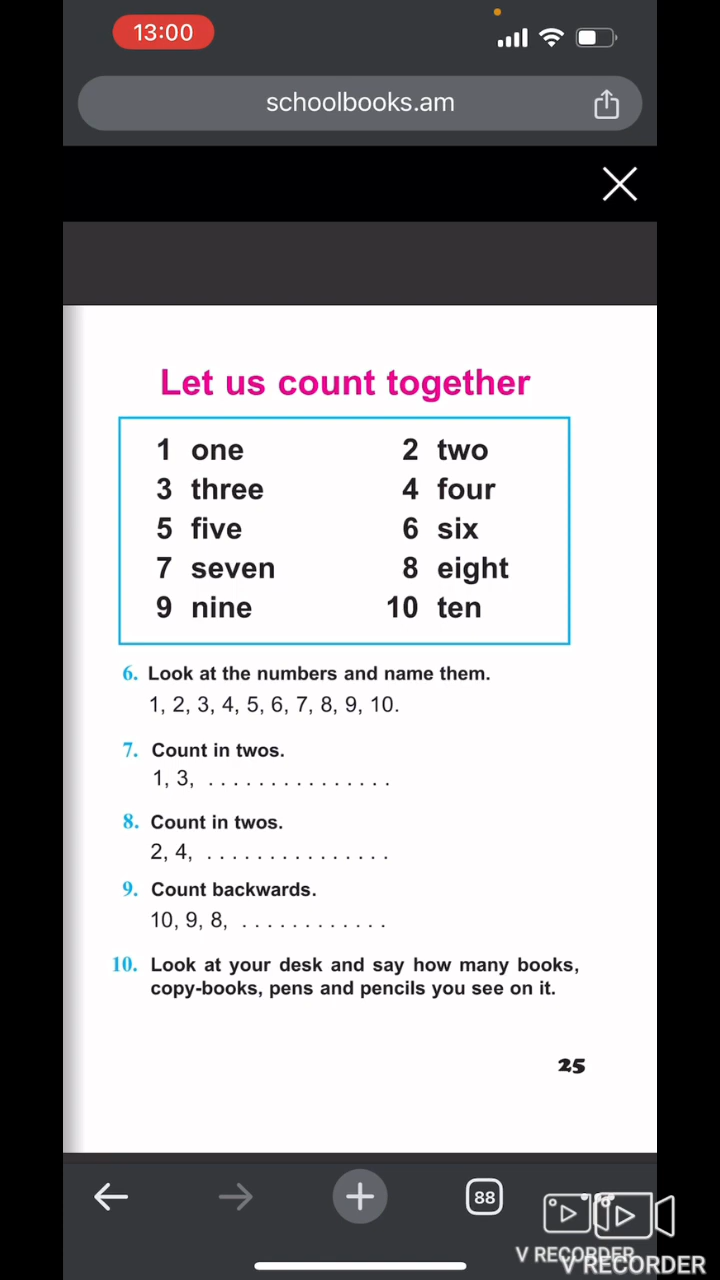 13:00
schoolbooks.am
Let us count together
1 one 2 two
3 three 4 four
5 five 6 six
7 seven 8 eight
9 nine 10 ten
6. Look at the numbers and name them.
1, 2, 3, 4, 5, 6, 7, 8, 9, 10.
7. Count in twos.
1, 3, . . . . . . . . . . . . . . .
8. Count in twos.
2, 4, . . . . . . . . . . . . . . .
9. Count backwards.
10, 9, 8, . . . . . . . . . . . .
10. Look at your desk and say how many books,
copy-books, pens and pencils you see on it.
25
88
V RECORDER
V RECORDER